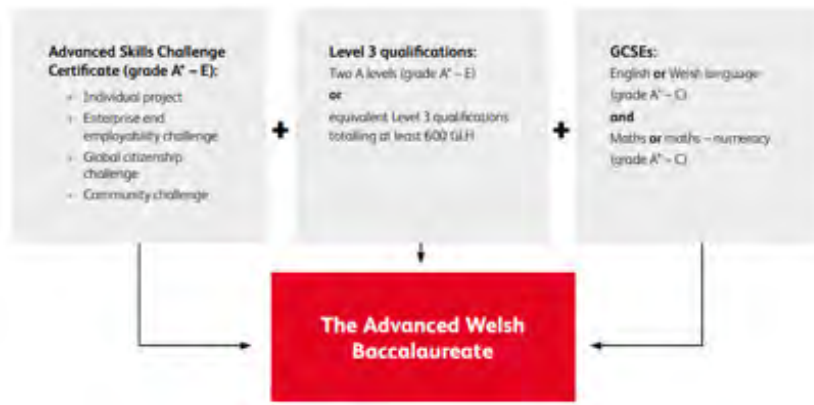 Advanced Skills Challenge
Certificate (grade A* – E):
› Individual project
› Enterprise and
employability challenge
› Global citizenship
challenge
› Community challenge
+
Level 3 qualifications:
Two A levels (grade A* – E)
or
equivalent Level 3 qualifications
totalling at least 600 GLH
+
GCSEs:
English or Welsh language
(grade A* – C)
and
Maths or maths – numeracy
(grade A* – C)
The Advanced Welsh
Baccalaureate